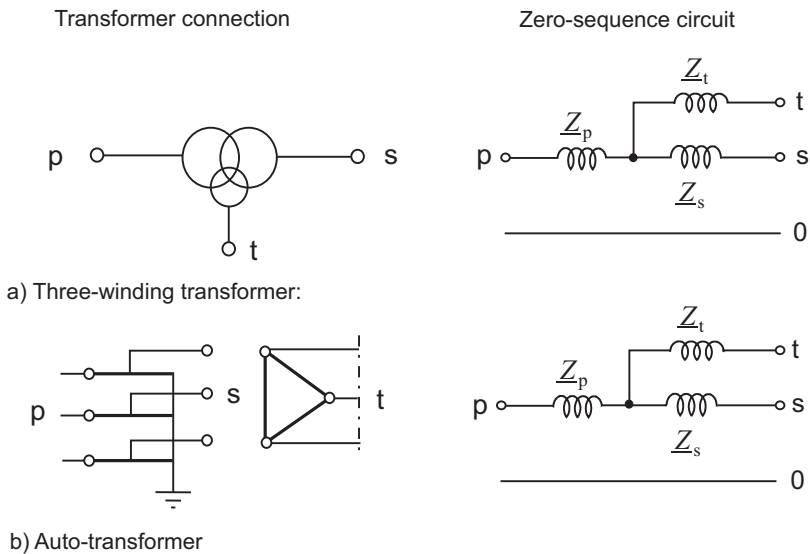 Transformer connection
Zero-sequence circuit
p
s
t
Z_p
Z_t
t
p
s
Z_s
0
a) Three-winding transformer:
p
s
t
Z_p
Z_t
t
p
s
Z_s
0
b) Auto-transformer